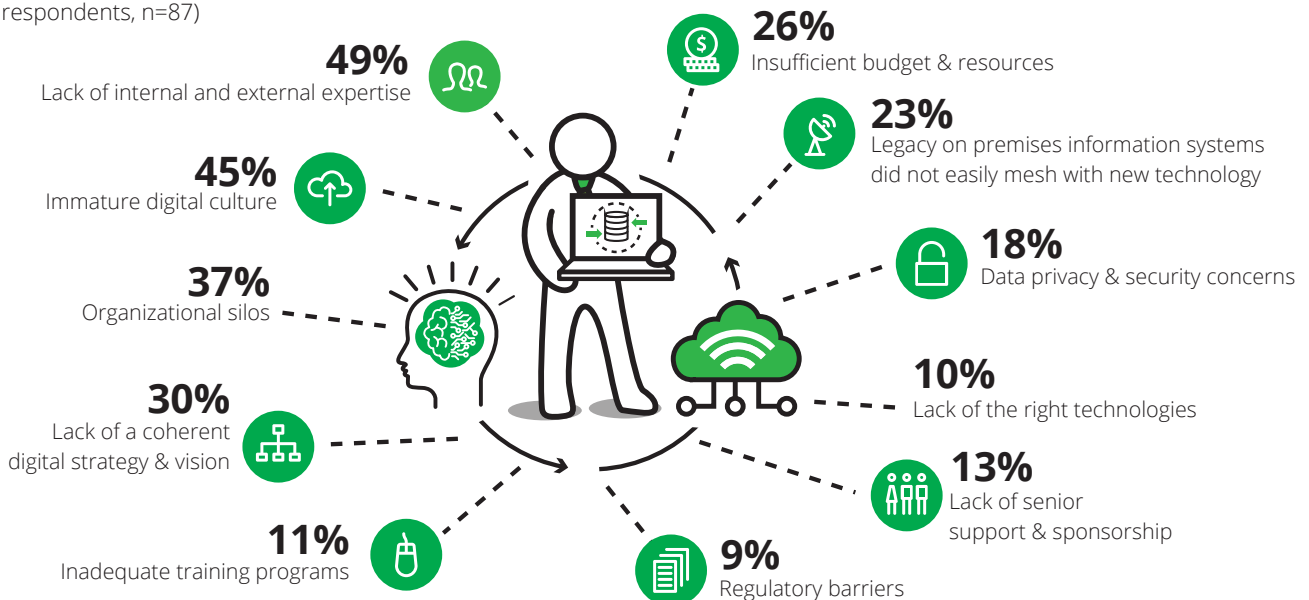 respondents, n=87)
49%
Lack of internal and external expertise
45%
Immature digital culture
37%
Organizational silos
30%
Lack of a coherent
digital strategy & vision
11%
Inadequate training programs
26%
Insufficient budget & resources
23%
Legacy on premises information systems
did not easily mesh with new technology
18%
Data privacy & security concerns
10%
Lack of the right technologies
13%
Lack of senior
support & sponsorship
9%
Regulatory barriers
$